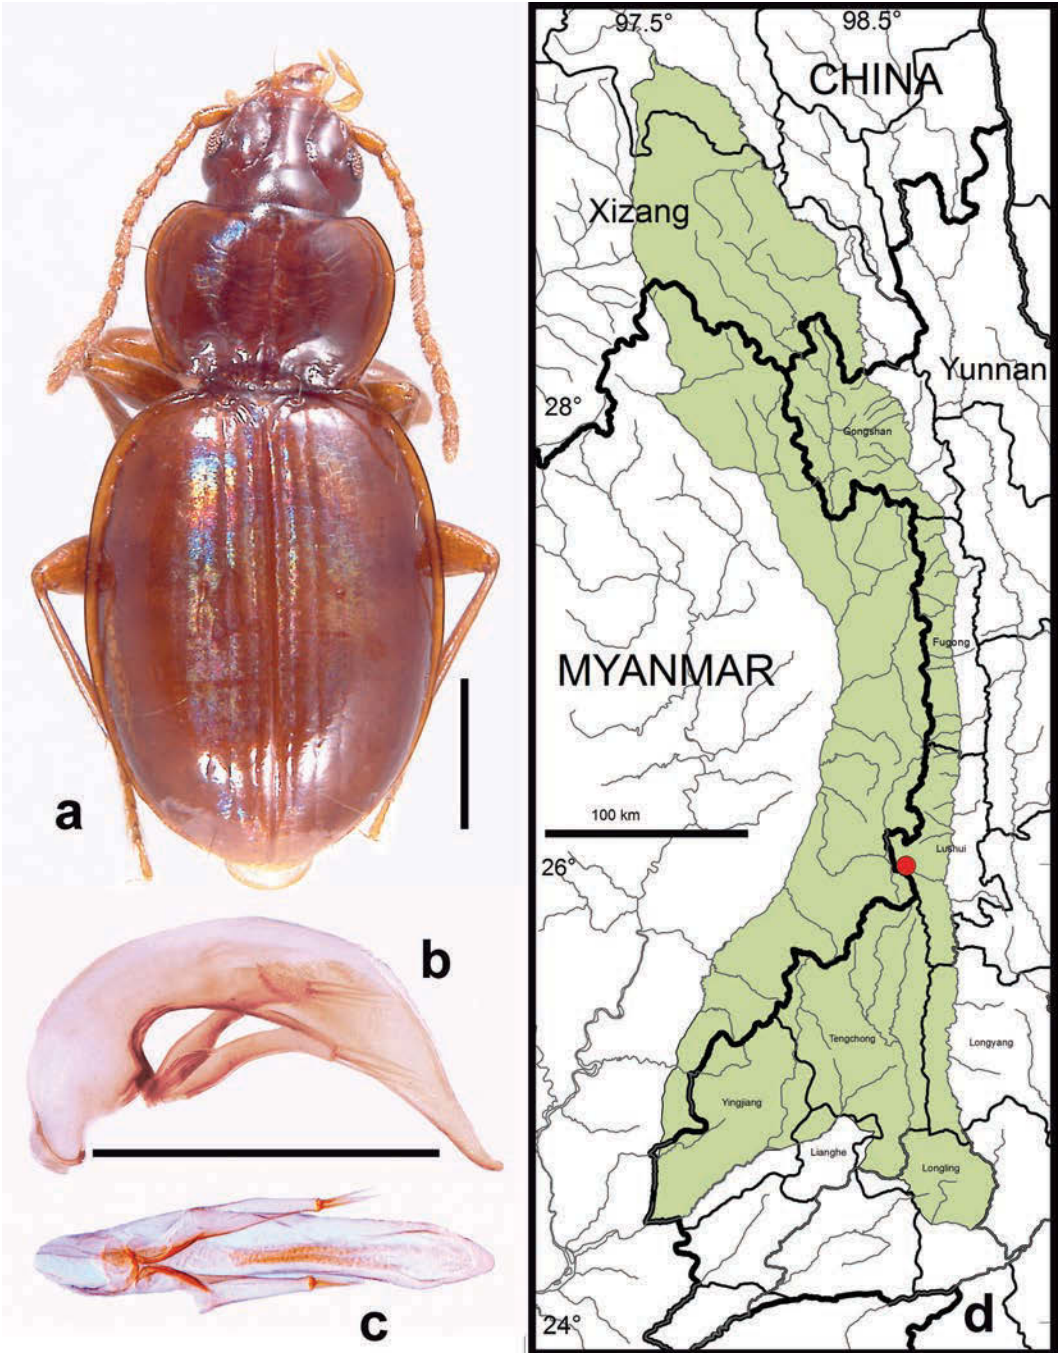 a
b
c
97.5°
98.5°
CHINA
Xizang
Yunnan
28°
Gongshan
Fugong
MYANMAR
100 km
Lushui
26°
Tengchong
Longyang
Yingjiang
Lianghe
Longling
24°
d